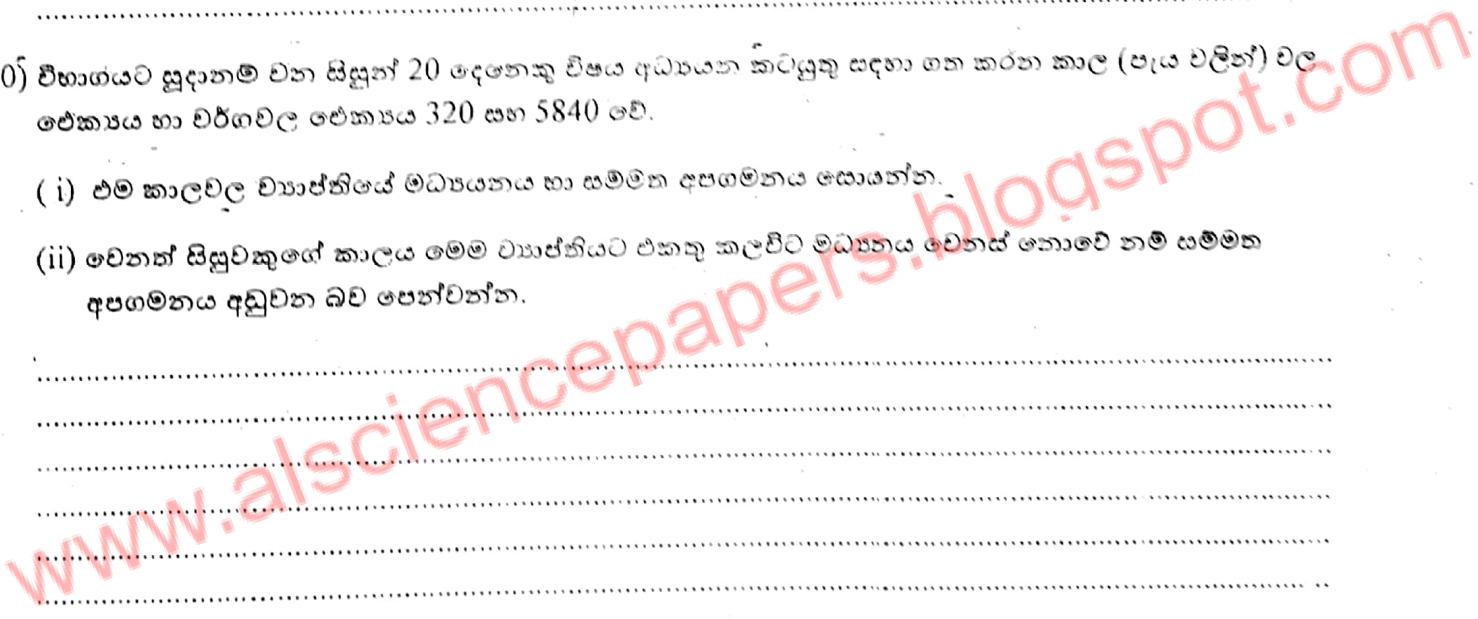 0) විභාගයට සූදානම් වන සිසුන් 20 දෙනෙකු විෂය අධ්‍යයන කටයුතු සඳහා ගත කරන කාල (පැය වලින්) වල
ඓක්‍යය හා වර්ගවල ඓක්‍යය 320 සහ 5840 වේ.
( i) එම කාලවල ව්‍යාප්තියේ මධ්‍යයනය හා සම්මත අපගමනය සොයන්න.
(ii) වෙනත් සිසුවකුගේ කාලය මෙම ව්‍යාප්තියට එකතු කලවිට මධ්‍යනය වෙනස් නොවේ නම් සම්මත
අපගමනය අඩුවන බව පෙන්වන්න.
www.alsciencepapers.blogspot.com